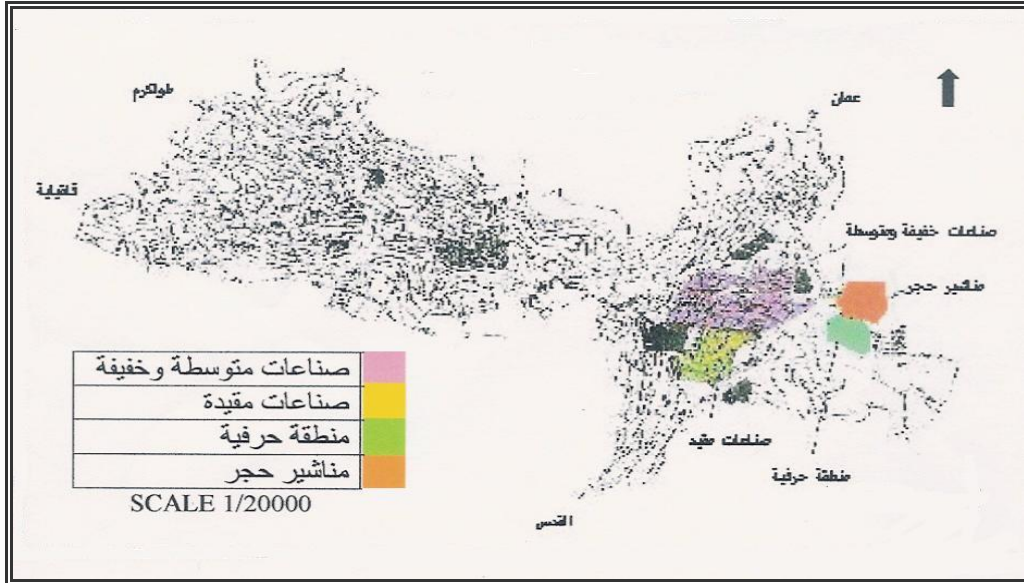 طولكرم
عمان
قلقيلية
صناعات خفيفة ومتوسطة
مناشير حجر
صناعات متوسطة وخفيفة
صناعات مقيدة
منطقة حرفية
مناشير حجر
SCALE 1/20000
صناعات مقيد
منطقة حرفية
القدس